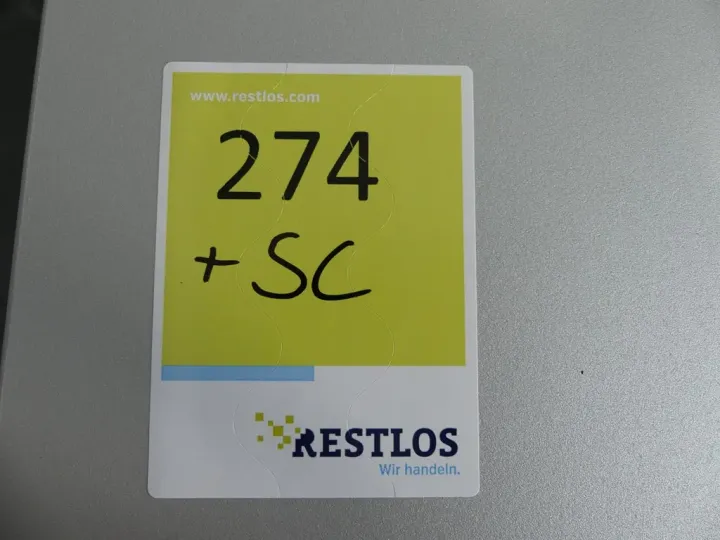 www.restlos.com
274
+ SC
RESTLOS
Wir handeln.